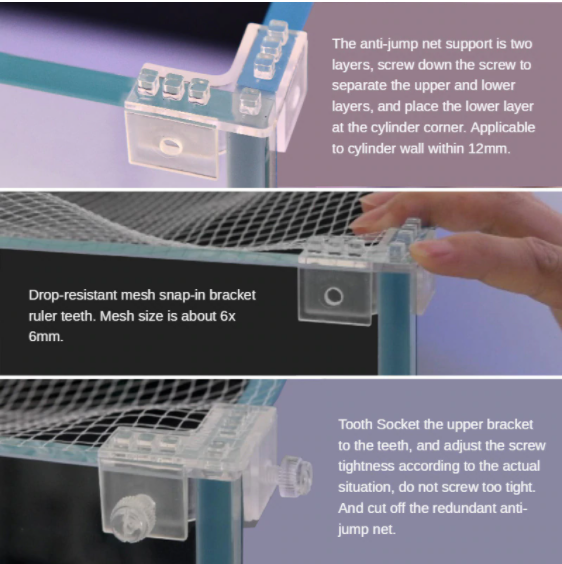 The anti-jump net support is two
layers, screw down the screw to
separate the upper and lower
layers, and place the lower layer
at the cylinder corner. Applicable
to cylinder wall within 12mm.
Drop-resistant mesh snap-in bracket
ruler teeth. Mesh size is about 6x
6mm.
Tooth Socket the upper bracket
to the teeth, and adjust the screw
tightness according to the actual
situation, do not screw too tight.
And cut off the redundant anti-
jump net.